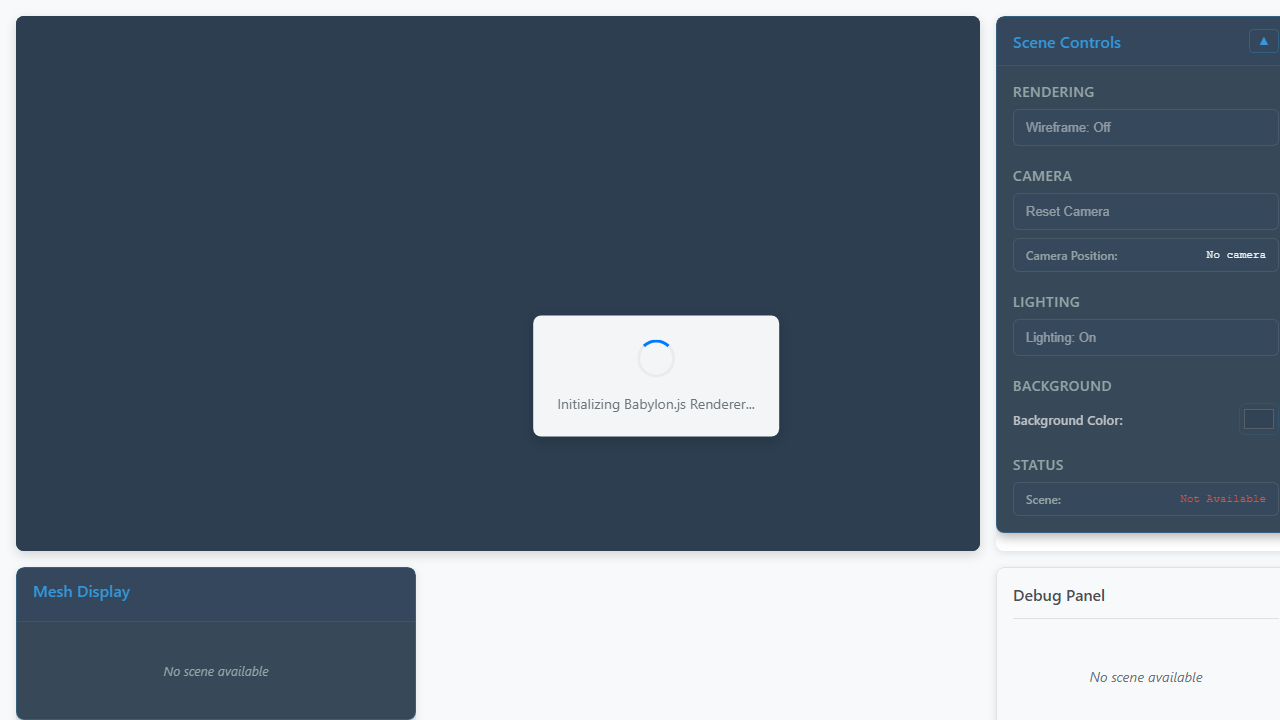 Initializing Babylon.js Renderer...
Scene Controls
▲
RENDERING
Wireframe: Off
CAMERA
Reset Camera
Camera Position: No camera
LIGHTING
Lighting: On
BACKGROUND
Background Color:
STATUS
Scene: Not Available
Mesh Display
No scene available
Debug Panel
No scene available